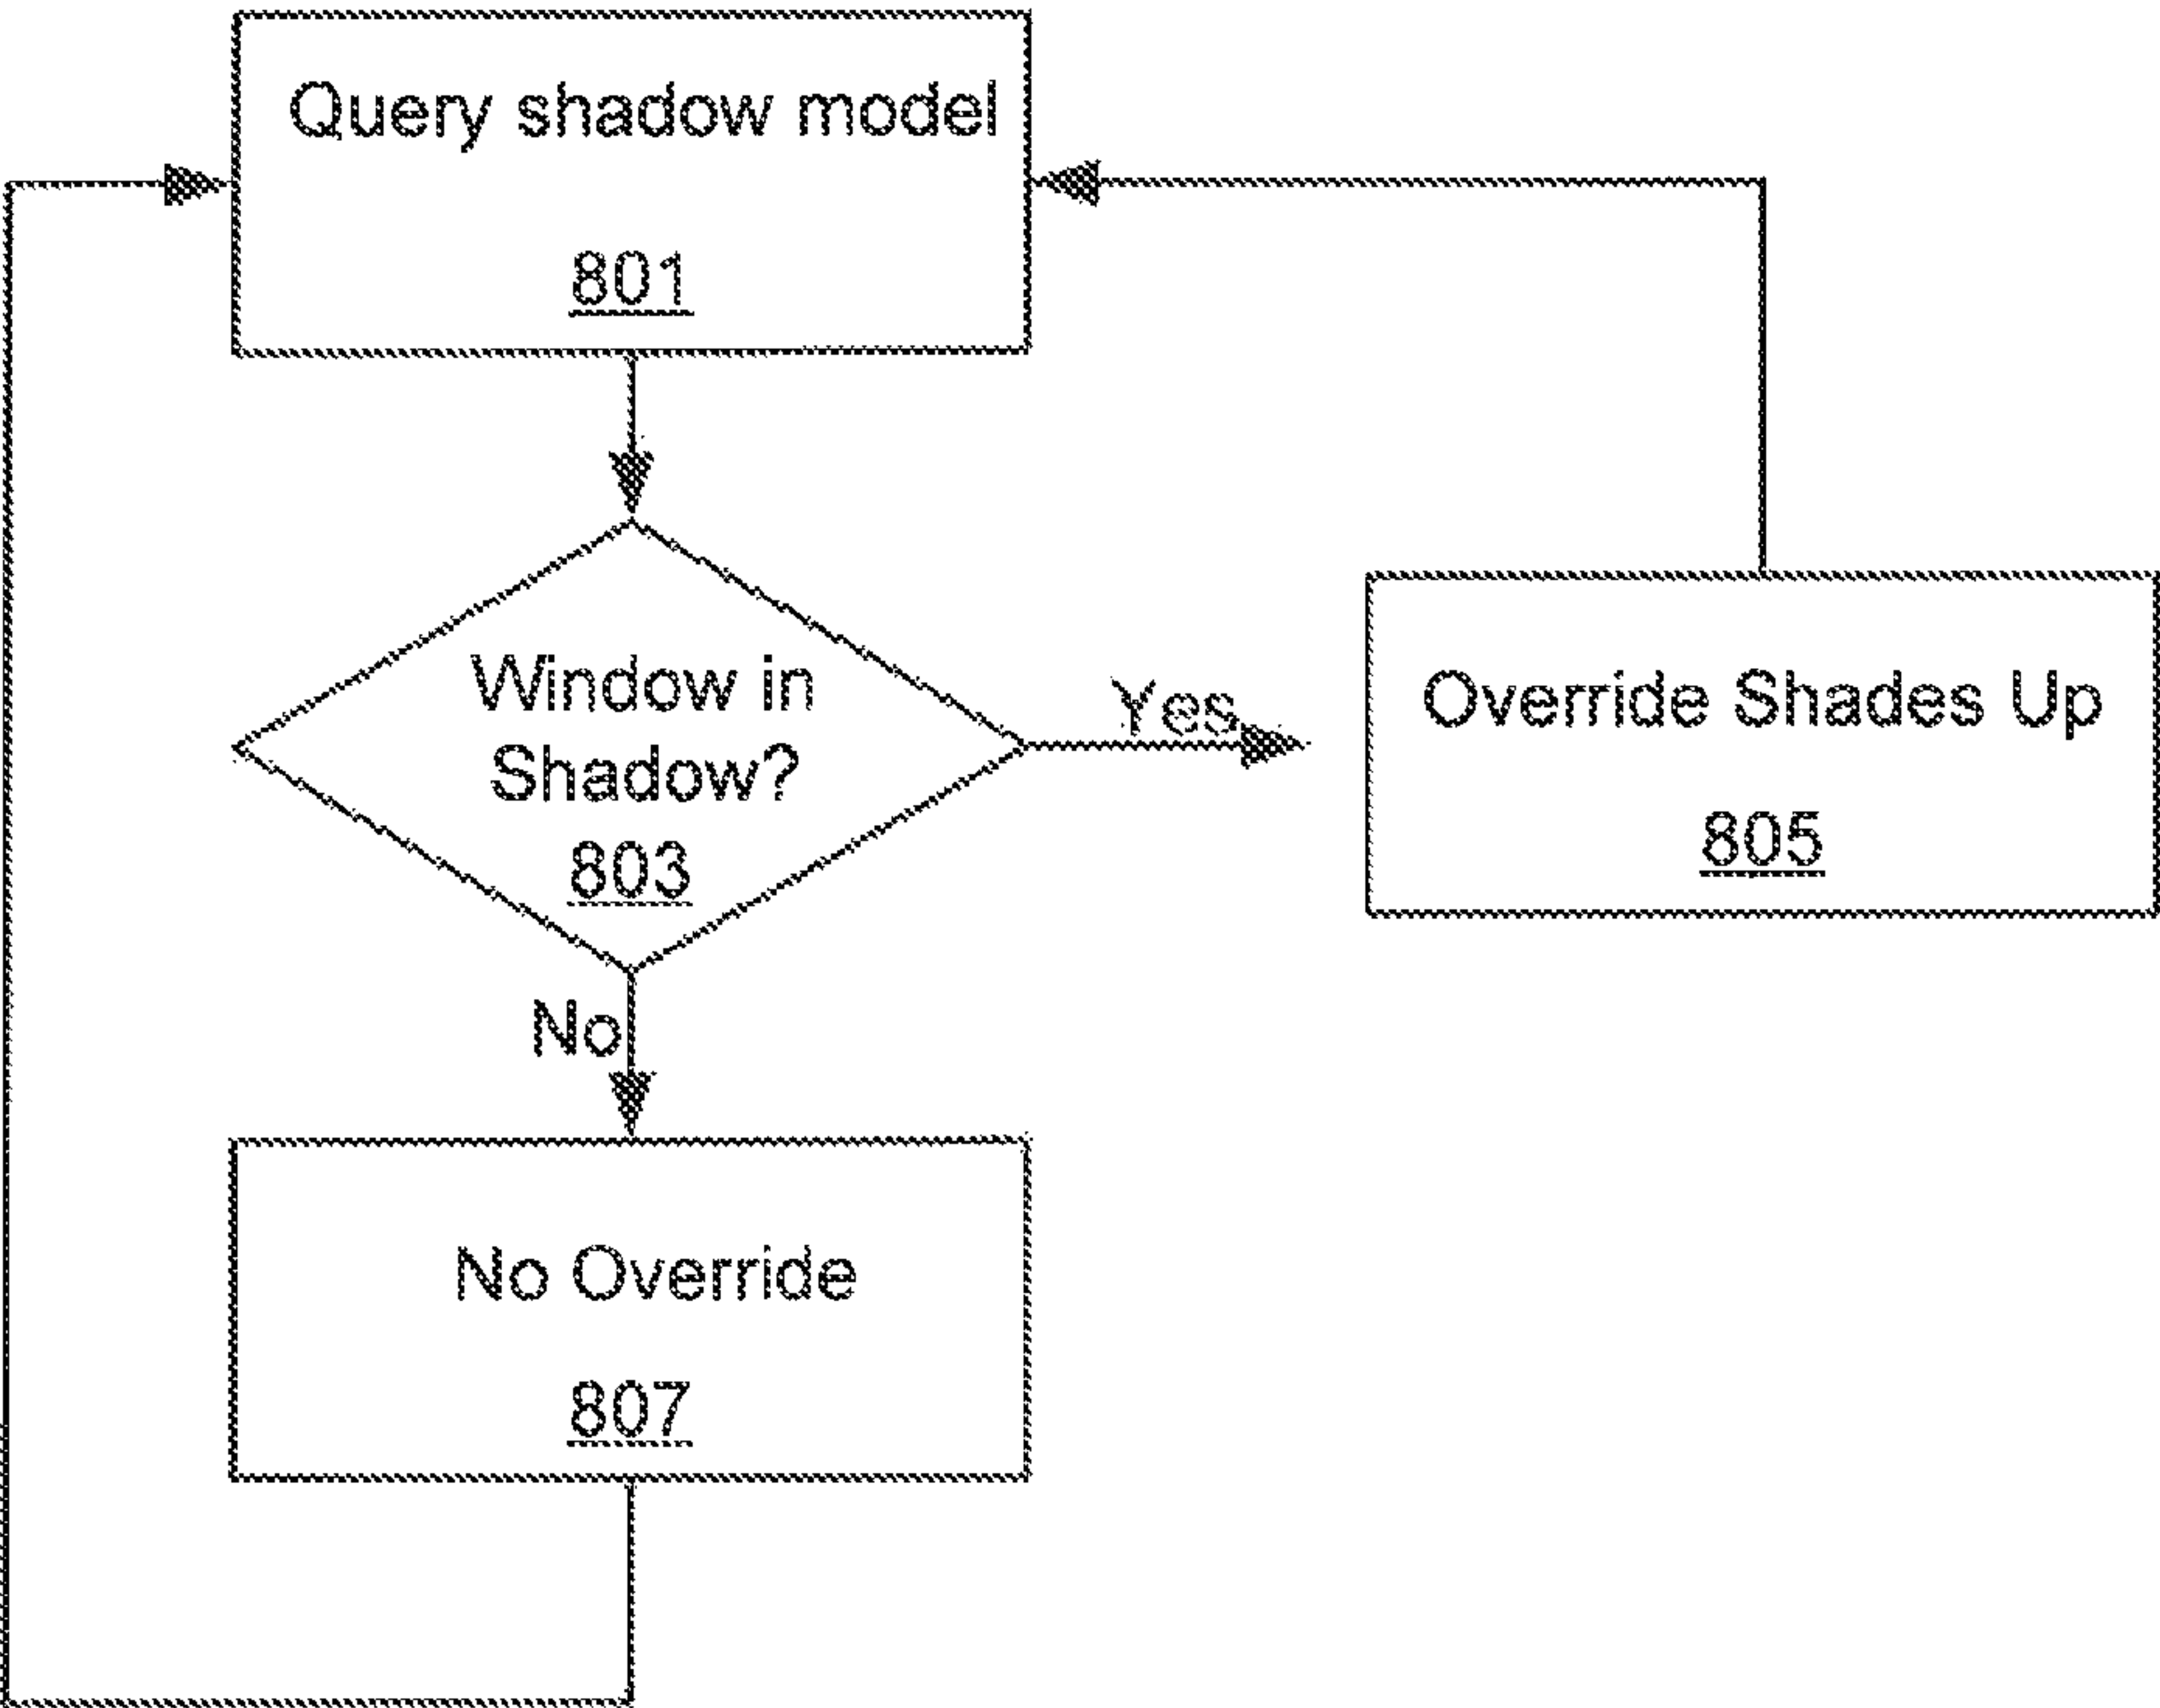 Query shadow model
801
Window in
Shadow?
803
Yes
Override Shades Up
805
No
No Override
807